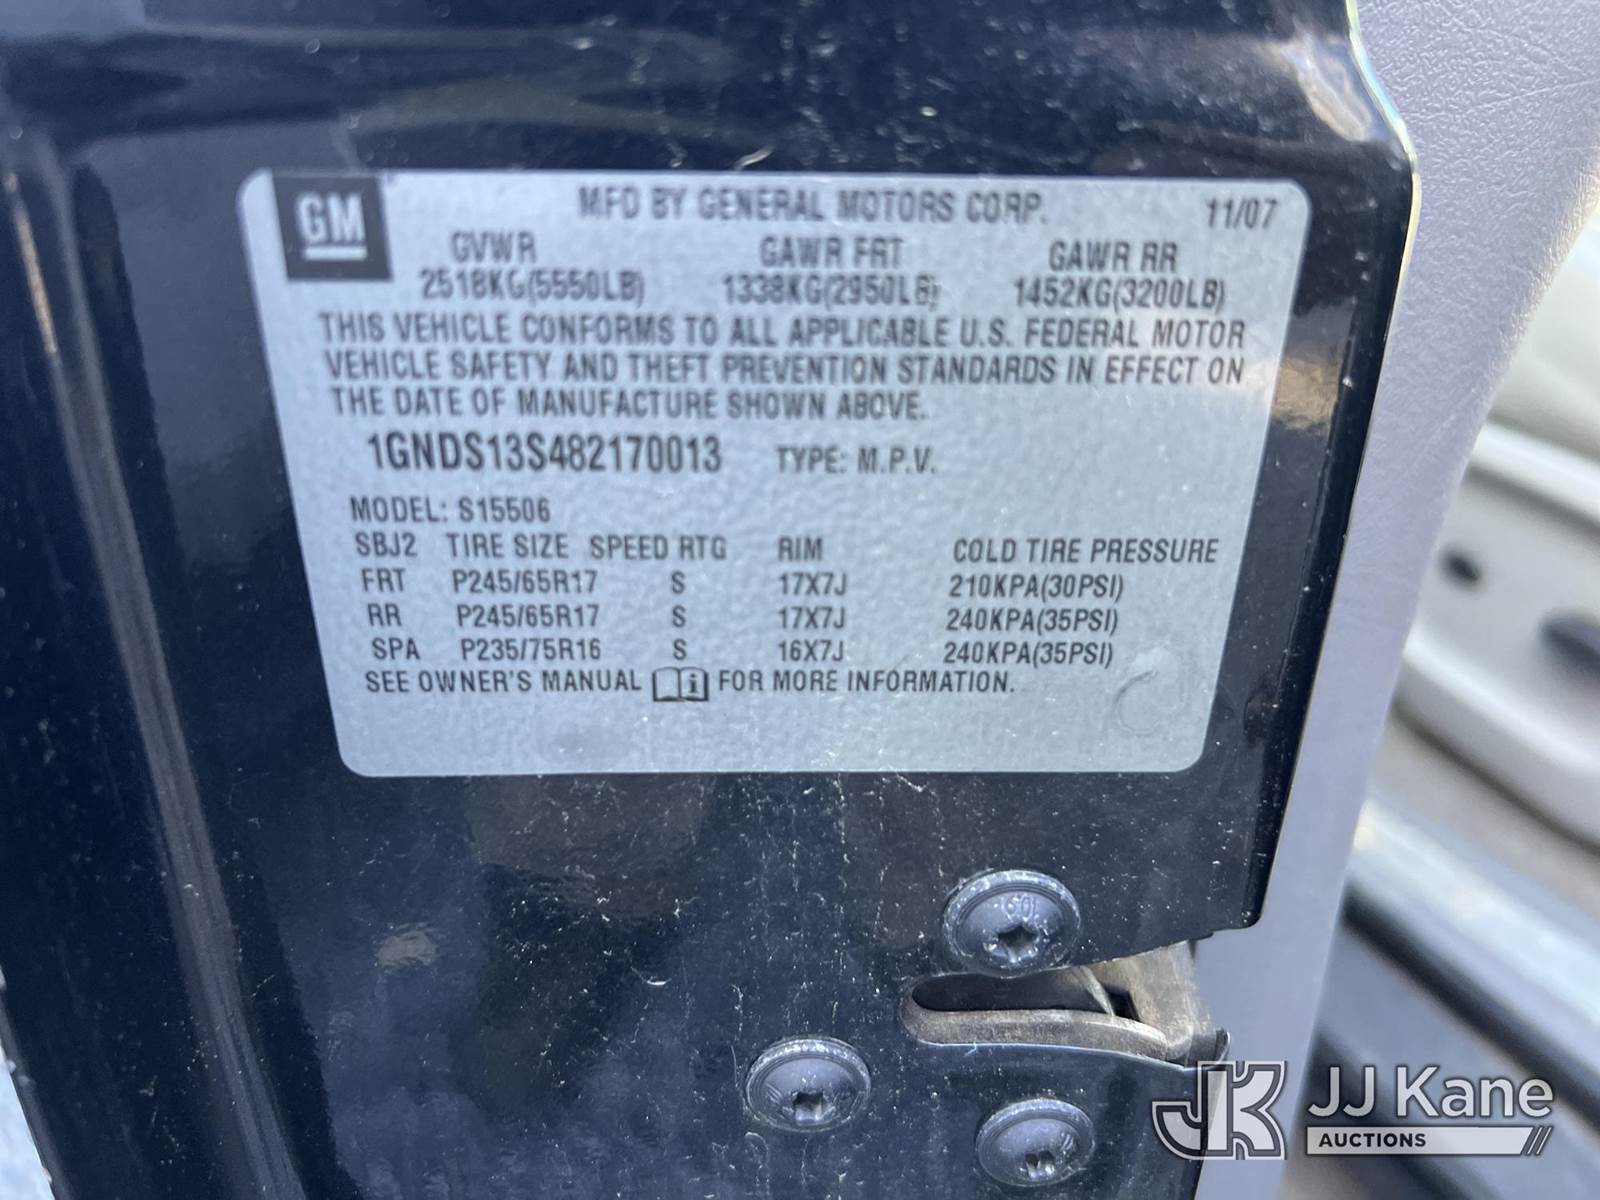 GM
MFD BY GENERAL MOTORS CORP. 11/07
GVWR GAWR FRT GAWR RR
2518KG(5550LB) 1338KG(2950LB) 1452KG(3200LB)
THIS VEHICLE CONFORMS TO ALL APPLICABLE U.S. FEDERAL MOTOR
VEHICLE SAFETY AND THEFT PREVENTION STANDARDS IN EFFECT ON
THE DATE OF MANUFACTURE SHOWN ABOVE.
1GNDS13S482170013 TYPE: M.P.V.
MODEL: S15506
SBJ2 TIRE SIZE SPEED RTG RIM COLD TIRE PRESSURE
FRT P245/65R17 S 17X7J 210KPA(30PSI)
RR P245/65R17 S 17X7J 240KPA(35PSI)
SPA P235/75R16 S 16X7J 240KPA(35PSI)
SEE OWNER'S MANUAL FOR MORE INFORMATION.
JK JJ Kane
AUCTIONS